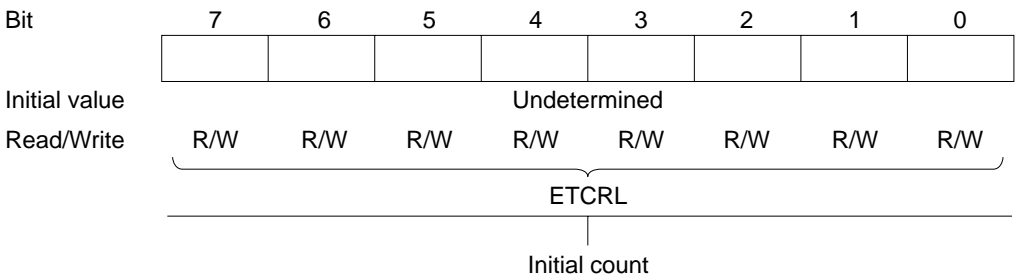 Bit 7 6 5 4 3 2 1 0
Initial value Undetermined
Read/Write R/W R/W R/W R/W R/W R/W R/W R/W
ETCRL
Initial count